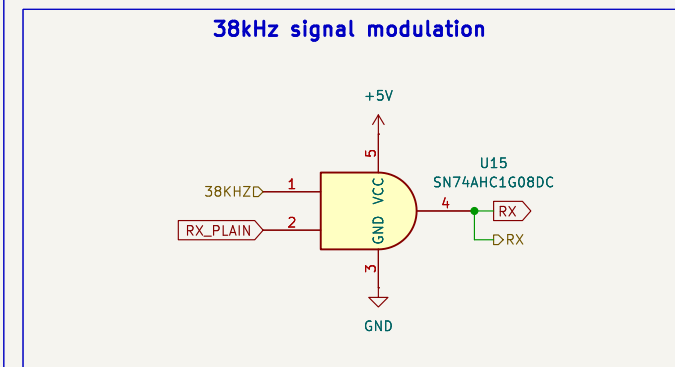 38kHz signal modulation
+5V
U15
SN74AHC1G08DC
5
VCC
38KHZ
1
4
RX
RX_PLAIN
2
GND
RX
3
GND